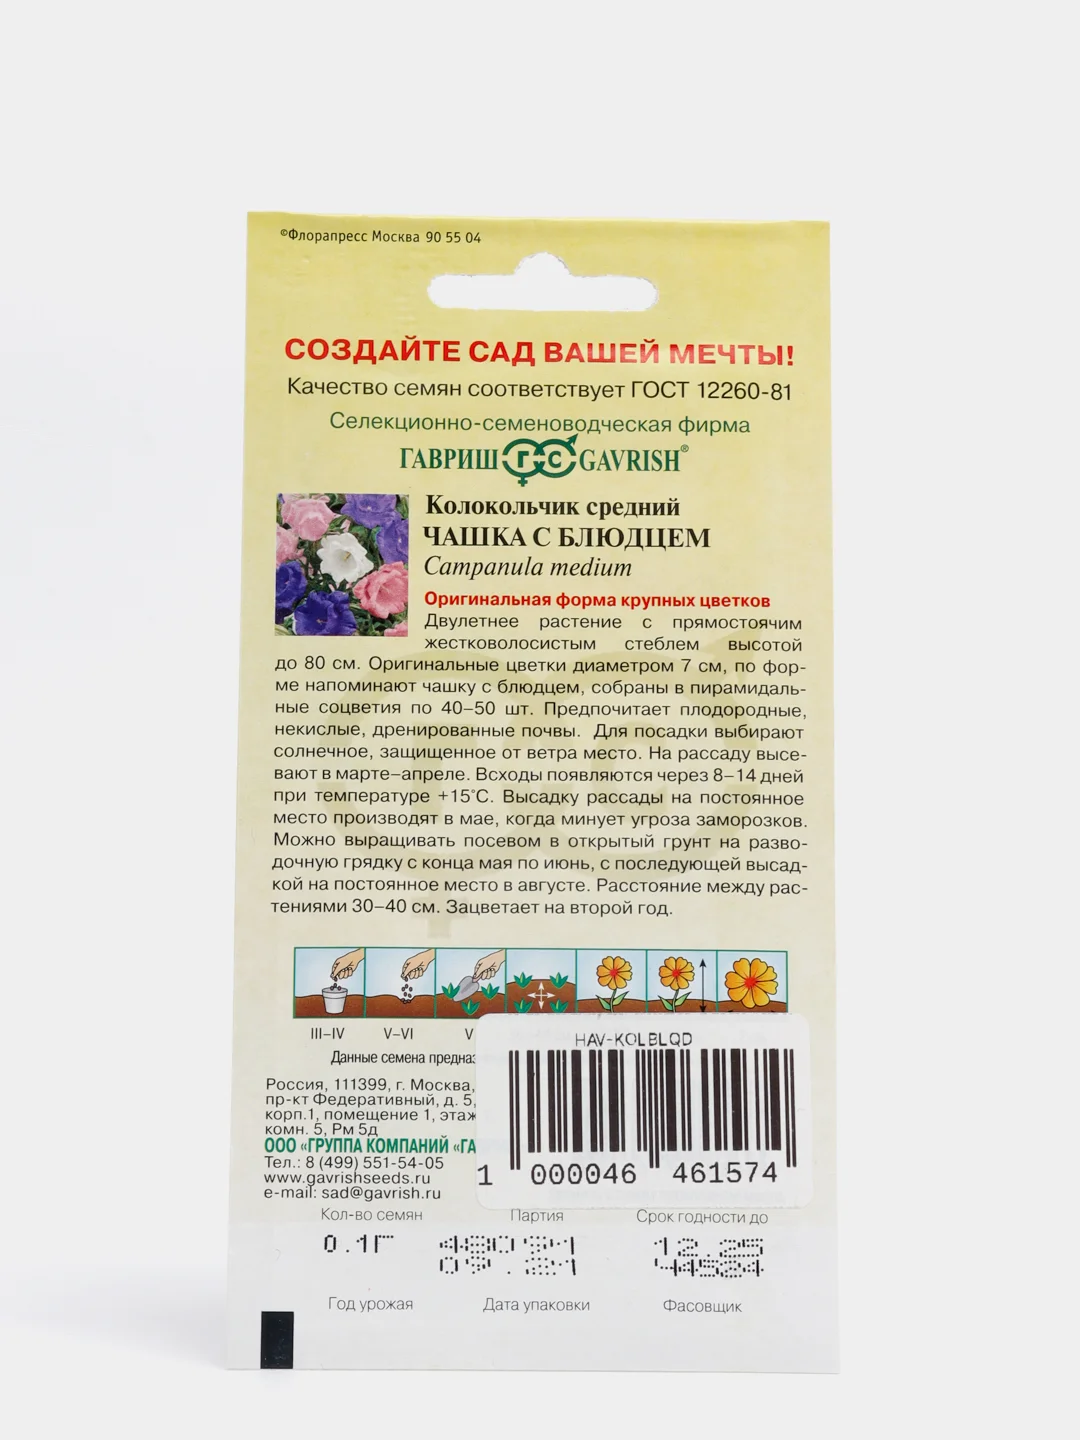 ©Флорапресс Москва 90 55 04
СОЗДАЙТЕ САД ВАШЕЙ МЕЧТЫ!
Качество семян соответствует ГОСТ 12260-81
Селекционно-семеноводческая фирма
ГАВРИШ ГС GAVRISH®
Колокольчик средний
ЧАШКА С БЛЮДЦЕМ
Campanula medium
Оригинальная форма крупных цветков
Двулетнее растение с прямостоячим
жестковолосистым стеблем высотой
до 80 см. Оригинальные цветки диаметром 7 см, по фор-
ме напоминают чашку с блюдцем, собраны в пирамидаль-
ные соцветия по 40–50 шт. Предпочитает плодородные,
некислые, дренированные почвы. Для посадки выбирают
солнечное, защищенное от ветра место. На рассаду высе-
вают в марте–апреле. Всходы появляются через 8–14 дней
при температуре +15°С. Высадку рассады на постоянное
место производят в мае, когда минует угроза заморозков.
Можно выращивать посевом в открытый грунт на разво-
дочную грядку с конца мая по июнь, с последующей высад-
кой на постоянное место в августе. Расстояние между рас-
тениями 30–40 см. Зацветает на второй год.
III–IV V–VI V
Данные семена
Россия, 111399, г. Москва,
пр-кт Федеративный, д. 5,
корп.1, помещение 1, этаж
комн. 5, Рм 5д
ООО «ГРУППА КОМПАНИЙ
Тел.: 8 (499) 551-54-05
www.gavrishseeds.ru
e-mail: sad@gavrish.ru
HAV-KOLBLQD
1 000046 461574
Кол-во семян Партия Срок годности до
0.1Г 12.25
09.21 44524
Год урожая Дата упаковки Фасовщик